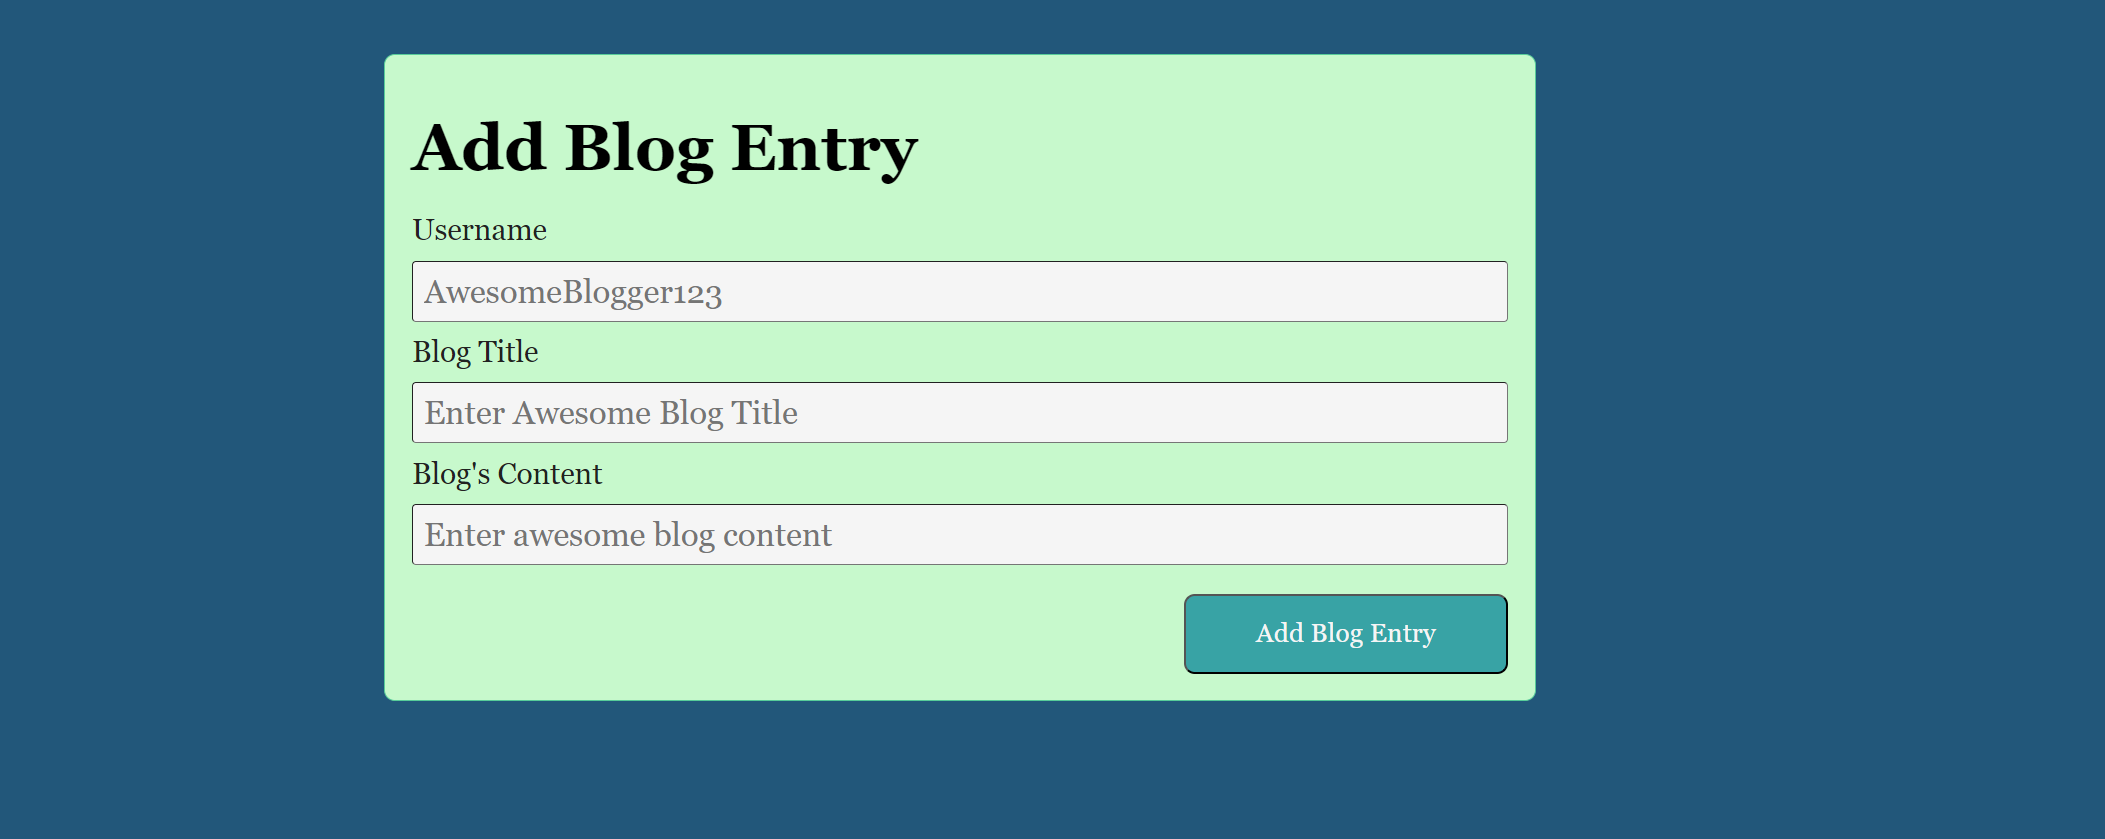 Add Blog Entry
Username
AwesomeBlogger123
Blog Title
Enter Awesome Blog Title
Blog's Content
Enter awesome blog content
Add Blog Entry